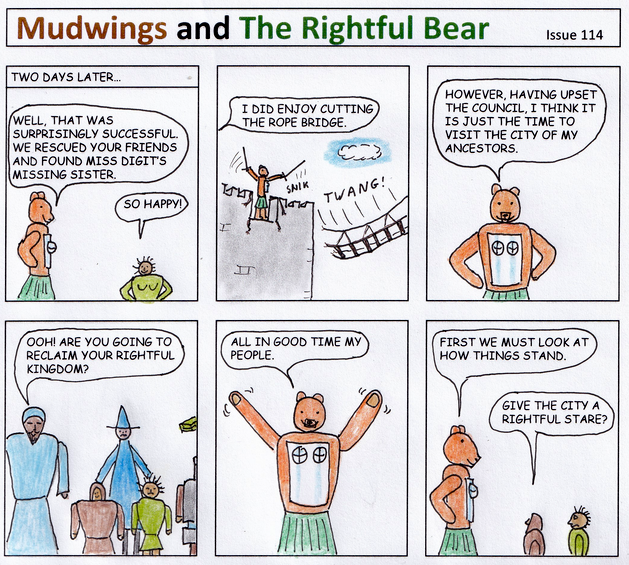 Mudwings and The Rightful Bear
Issue 114
TWO DAYS LATER...
WELL, THAT WAS
SURPRISINGLY SUCCESSFUL.
WE RESCUED YOUR FRIENDS
AND FOUND MISS DIGIT'S
MISSING SISTER.
SO HAPPY!
I DID ENJOY CUTTING
THE ROPE BRIDGE.
SNIK
TWANG!
HOWEVER, HAVING UPSET
THE COUNCIL, I THINK IT
IS JUST THE TIME TO
VISIT THE CITY OF MY
ANCESTORS.
OOH! ARE YOU GOING TO
RECLAIM YOUR RIGHTFUL
KINGDOM?
ALL IN GOOD TIME MY
PEOPLE.
FIRST WE MUST LOOK AT
HOW THINGS STAND.
GIVE THE CITY A
RIGHTFUL STARE?